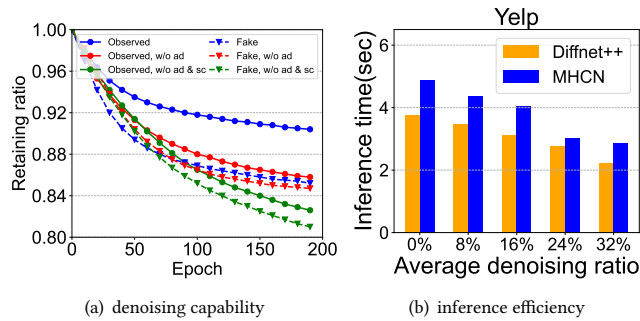 1.00
0.96
0.92
0.88
0.84
0.80
Retaining ratio
Observed
Observed, w/o ad
Observed, w/o ad & sc
Fake
Fake, w/o ad
Fake, w/o ad & sc
0 50 100 150 200
Epoch
(a) denoising capability
Yelp
6
4
2
0
Inference time(sec)
Diffnet++
MHCN
0% 8% 16% 24% 32%
Average denoising ratio
(b) inference efficiency